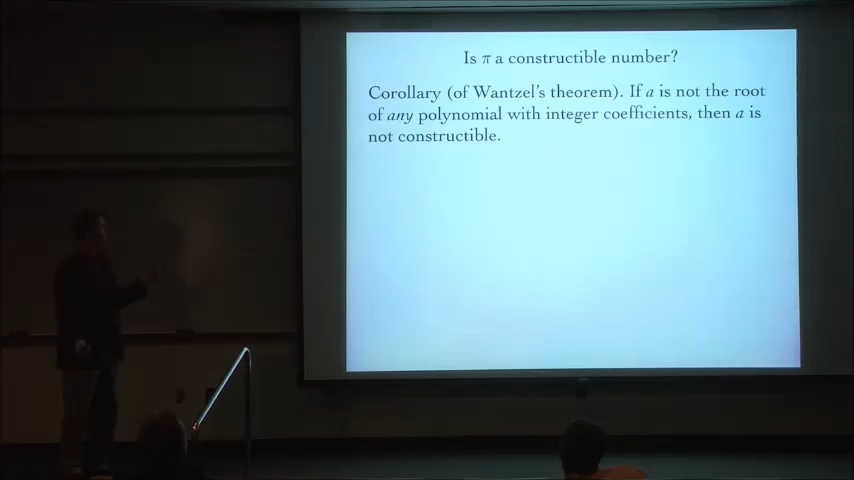 Is π a constructible number?
Corollary (of Wantzel's theorem). If a is not the root
of any polynomial with integer coefficients, then a is
not constructible.